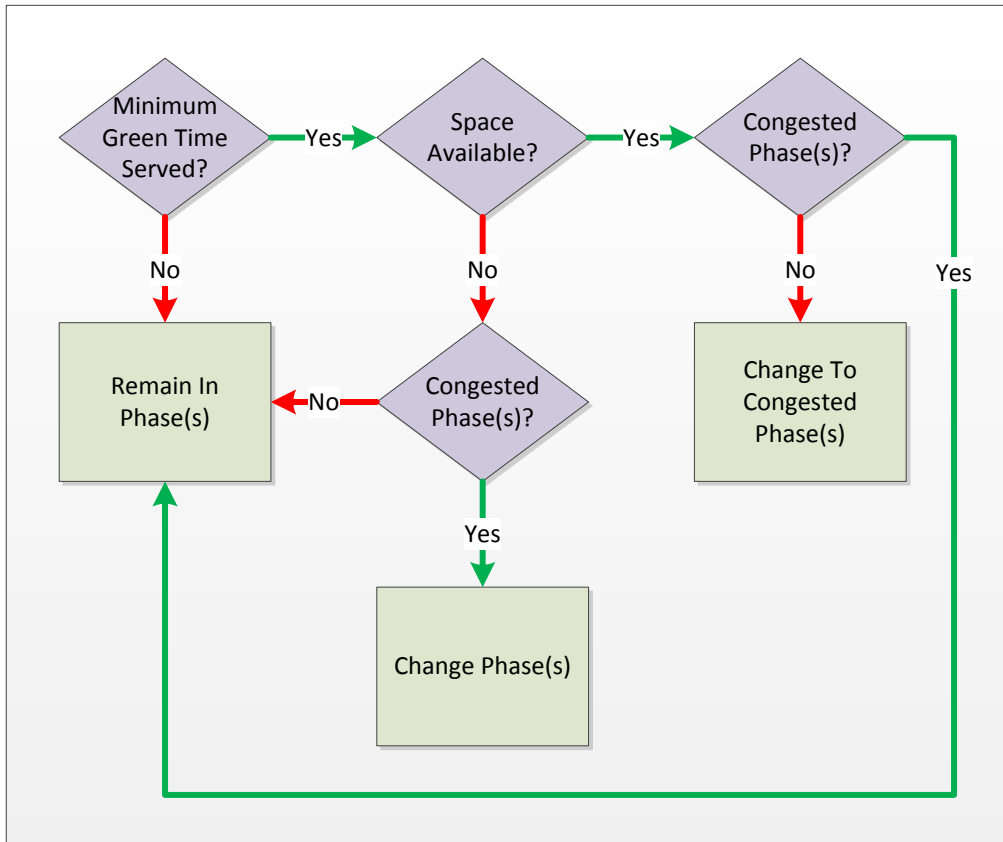 Minimum
Green Time
Served?
Yes
Space
Available?
Yes
Congested
Phase(s)?
No
No
No
Yes
Remain In
Phase(s)
No
Congested
Phase(s)?
Change To
Congested
Phase(s)
Yes
Change Phase(s)